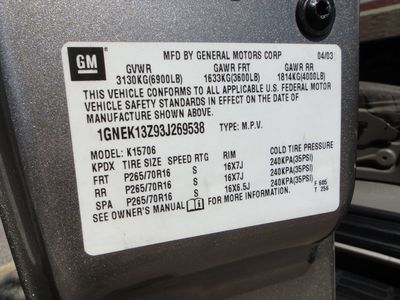 GM
MFD BY GENERAL MOTORS CORP 04/03
GVWR GAWR FRT GAWR RR
3130KG(6900LB) 1633KG(3600LB) 1814KG(4000LB)
THIS VEHICLE CONFORMS TO ALL APPLICABLE U.S. FEDERAL MOTOR
VEHICLE SAFETY STANDARDS IN EFFECT ON THE DATE OF
MANUFACTURE SHOWN ABOVE.
1GNEK13Z93J269538 TYPE: M.P.V.
MODEL: K15706
KPDX TIRE SIZE SPEED RTG RIM COLD TIRE PRESSURE
FRT P265/70R16 S 16X7J 240KPA(35PSI)
RR P265/70R16 S 16X7J 240KPA(35PSI)
SPA P265/70R16 S 16X6.5J 240KPA(35PSI)
SEE OWNER'S MANUAL FOR MORE INFORMATION. F 605
T 256